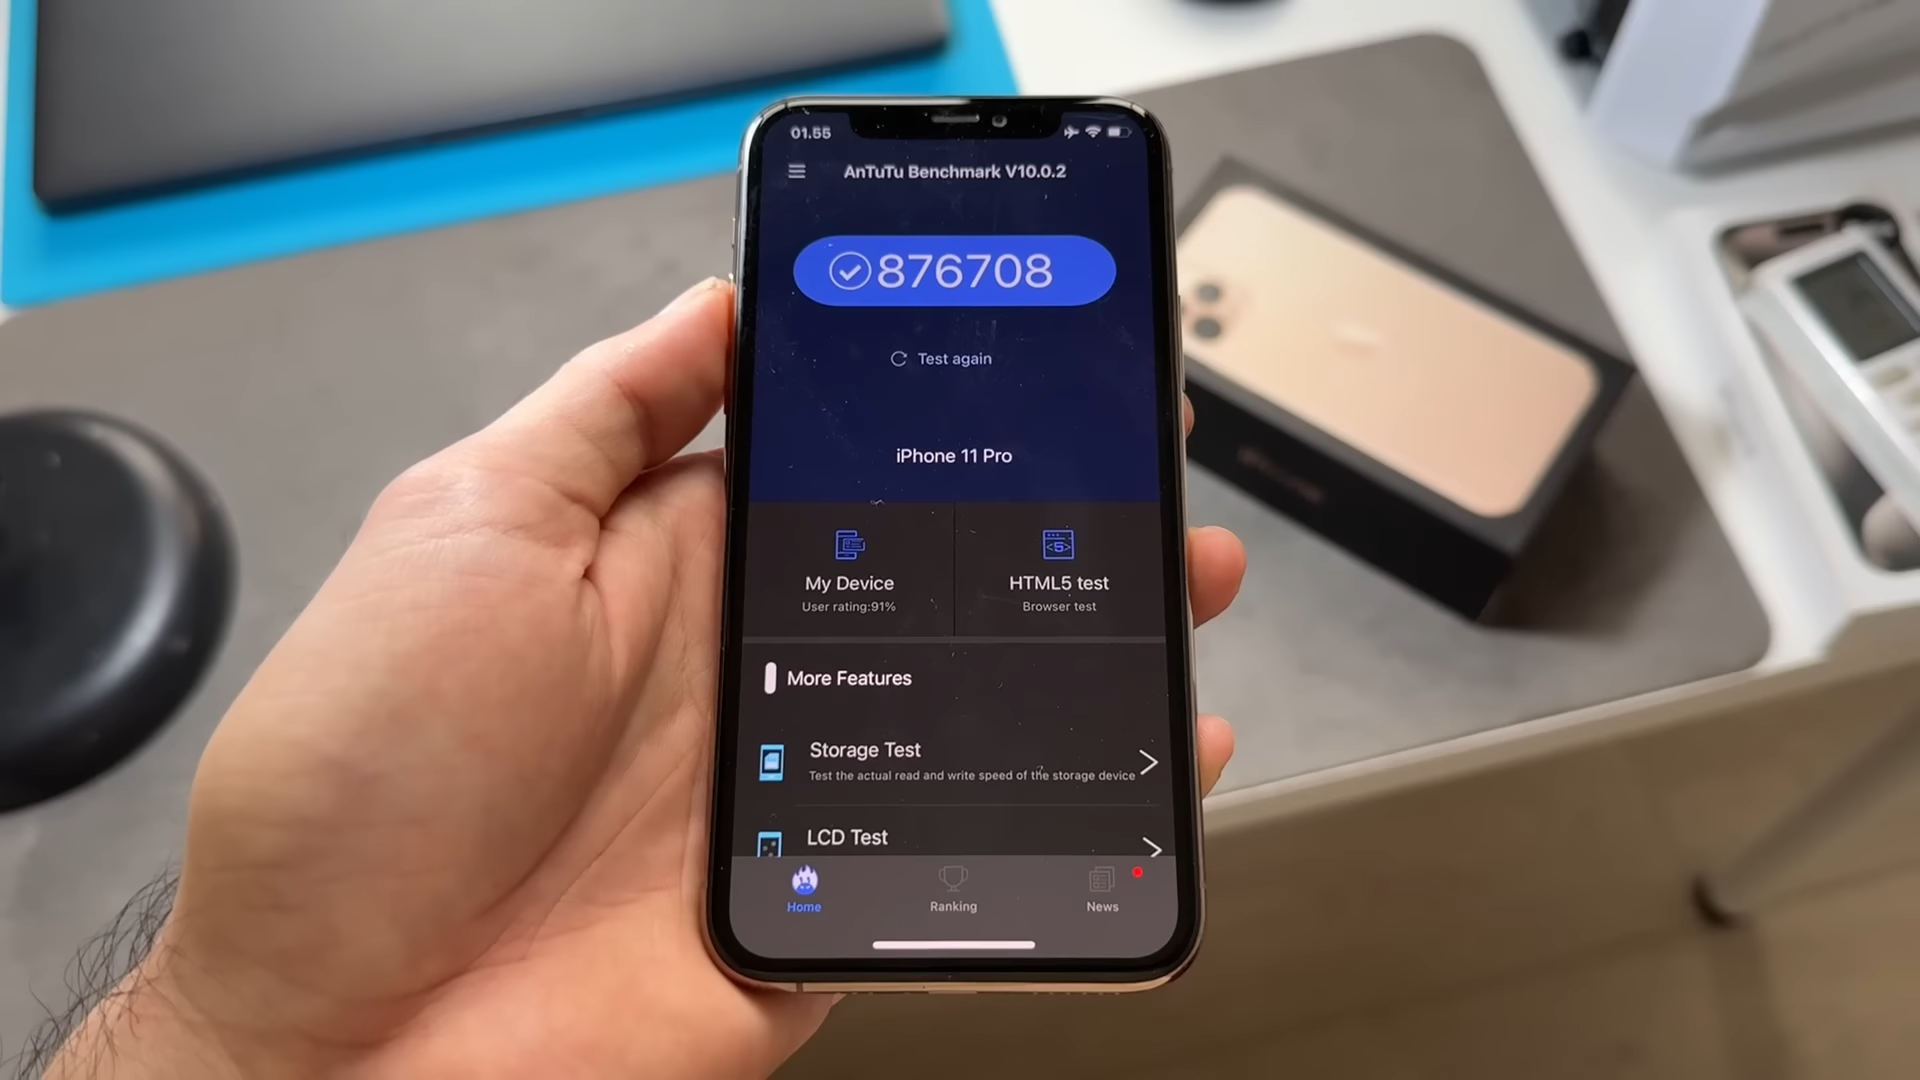 01.55
AnTuTu Benchmark V10.0.2
876708
Test again
iPhone 11 Pro
My Device
User rating:91%
HTML5 test
Browser test
More Features
Storage Test
Test the actual read and write speed of the storage device
LCD Test
Home
Ranking
News